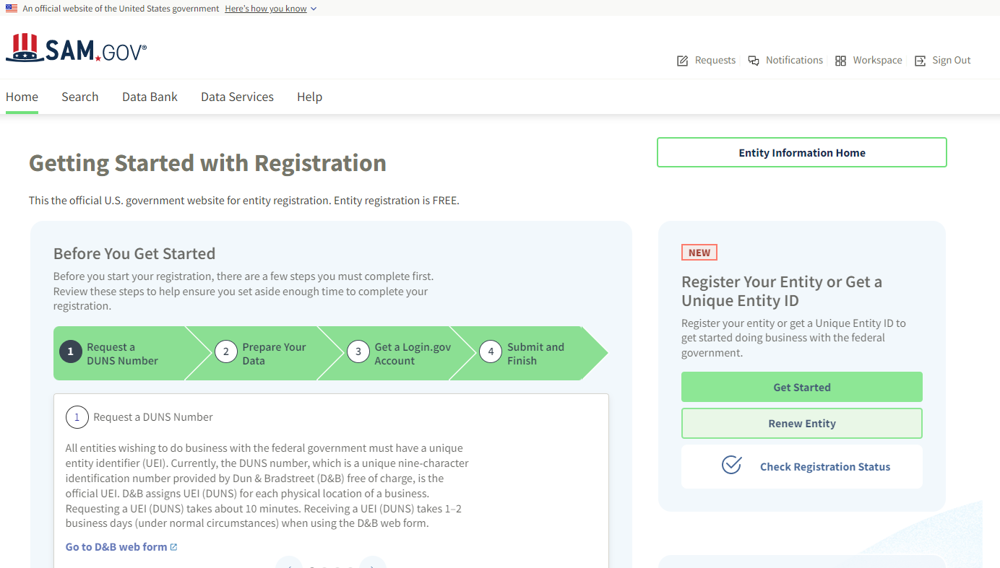 An official website of the United States government Here's how you know
SAM.GOV®
Requests Notifications Workspace Sign Out
Home Search Data Bank Data Services Help
Getting Started with Registration
Entity Information Home
This the official U.S. government website for entity registration. Entity registration is FREE.
Before You Get Started
Before you start your registration, there are a few steps you must complete first.
Review these steps to help ensure you set aside enough time to complete your
registration.
1 Request a
DUNS Number
2 Prepare Your
Data
3 Get a Login.gov
Account
4 Submit and
Finish
1 Request a DUNS Number
All entities wishing to do business with the federal government must have a unique
entity identifier (UEI). Currently, the DUNS number, which is a unique nine-character
identification number provided by Dun & Bradstreet (D&B) free of charge, is the
official UEI. D&B assigns UEI (DUNS) for each physical location of a business.
Requesting a UEI (DUNS) takes about 10 minutes. Receiving a UEI (DUNS) takes 1–2
business days (under normal circumstances) when using the D&B web form.
Go to D&B web form
NEW
Register Your Entity or Get a
Unique Entity ID
Register your entity or get a Unique Entity ID to
get started doing business with the federal
government.
Get Started
Renew Entity
Check Registration Status